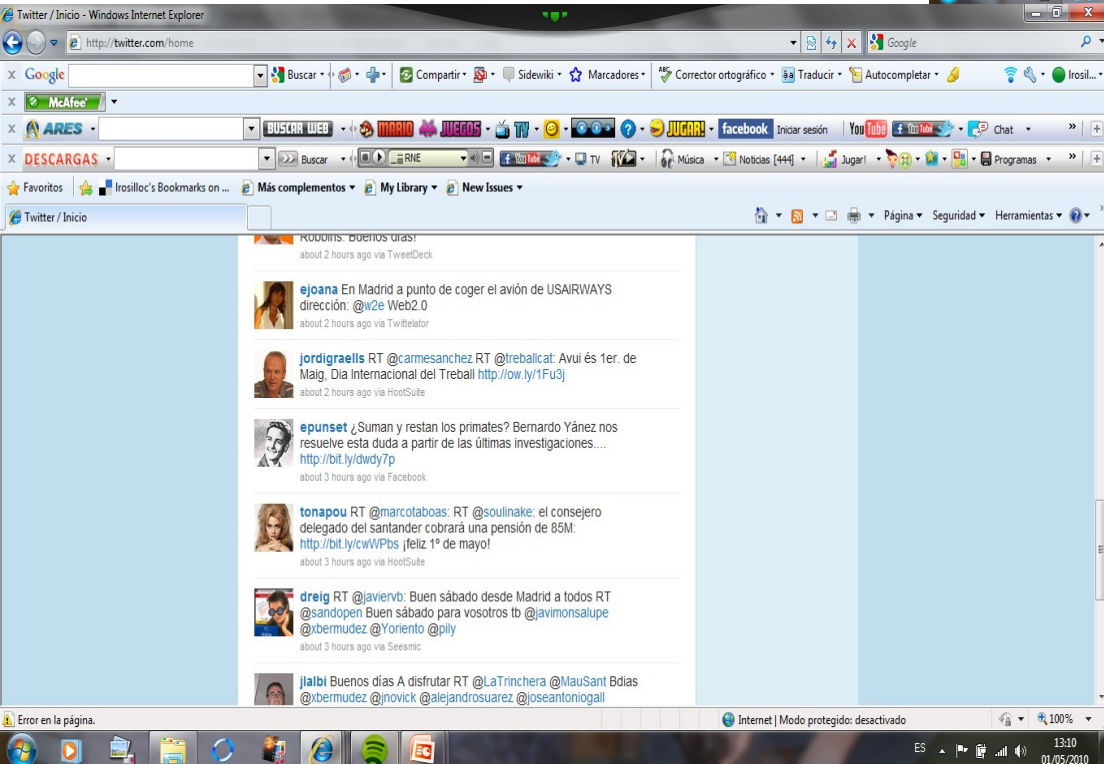 Twitter / Inicio - Windows Internet Explorer
http://twitter.com/home
Google
x Google Buscar Compartir Sidewiki Marcadores Corrector ortográfico Traducir Autocompletar Irosil...
x McAfee
x ARES BUSCAR WEB MARIO JUEGOS TV JUGAR! facebook Iniciar sesión YouTube Chat »
x DESCARGAS Buscar RNE TV Música Noticias [444] Jugar! Programas »
Favoritos Irosilloc's Bookmarks on ... Más complementos My Library New Issues
Twitter / Inicio Página Seguridad Herramientas
Robbins. Buenos días!
about 2 hours ago via TweetDeck
ejoana En Madrid a punto de coger el avión de USAIRWAYS
dirección: @w2e Web2.0
about 2 hours ago via Twittelator
jordigraells RT @carmesanchez RT @treballcat: Avui és 1er. de
Maig, Dia Internacional del Treball http://ow.ly/1Fu3j
about 2 hours ago via HootSuite
epunset ¿Suman y restan los primates? Bernardo Yánez nos
resuelve esta duda a partir de las últimas investigaciones....
http://bit.ly/dwdy7p
about 3 hours ago via Facebook
tonapou RT @marcotaboas: RT @soulinake: el consejero
delegado del santander cobrará una pensión de 85M:
http://bit.ly/cwWPbs ¡feliz 1º de mayo!
about 3 hours ago via HootSuite
dreig RT @javiervb: Buen sábado desde Madrid a todos RT
@sandopen Buen sábado para vosotros tb @javimonsalupe
@xbermudez @Yoriento @pily
about 3 hours ago via Seesmic
jlalbi Buenos días A disfrutar RT @LaTrinchera @MauSant Bdias
@xbermudez @jnovick @alejandrosuarez @joseantoniogall
Error en la página. Internet | Modo protegido: desactivado 100%
ES 13:10
01/05/2010